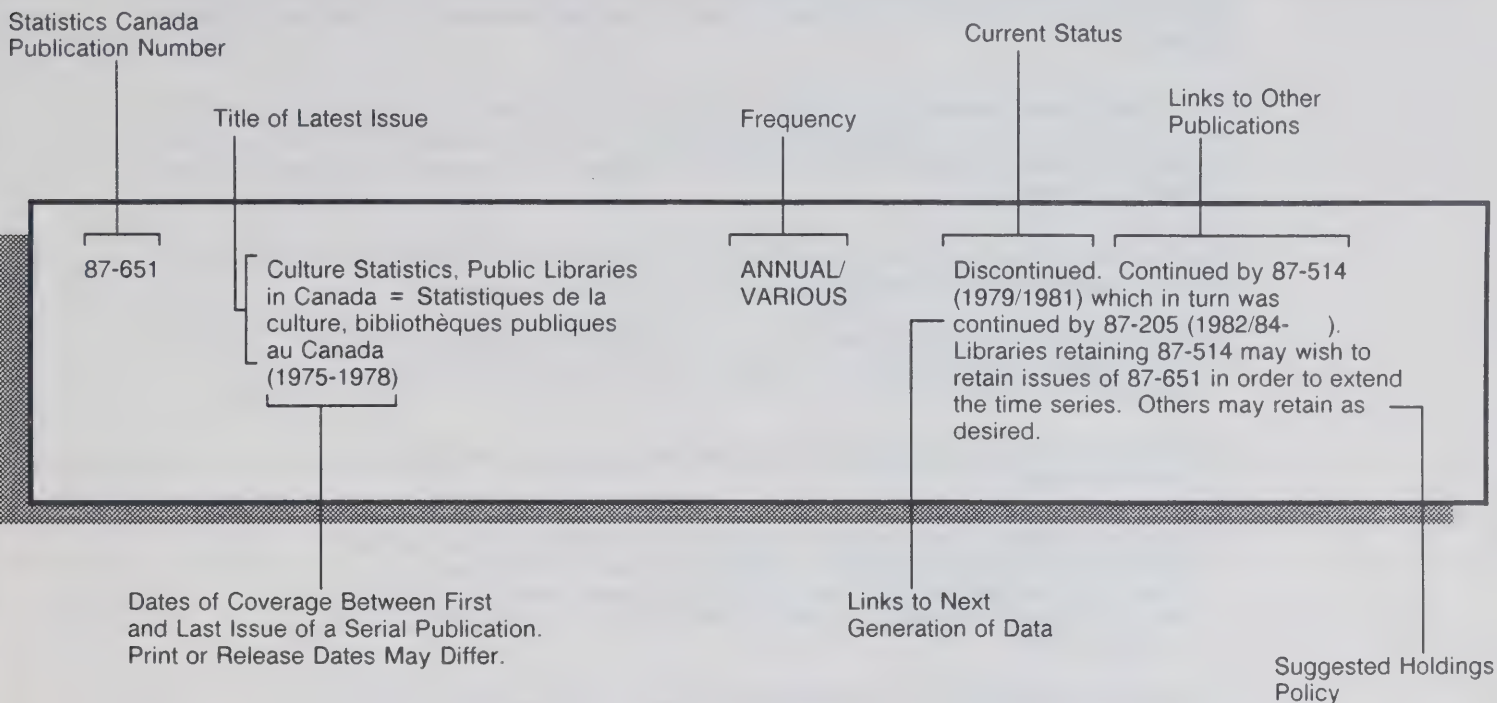 Statistics Canada
Publication Number
Current Status
Title of Latest Issue
Frequency
Links to Other
Publications
87-651
Culture Statistics, Public Libraries
in Canada = Statistiques de la
culture, bibliothèques publiques
au Canada
(1975-1978)
ANNUAL/
VARIOUS
Discontinued. Continued by 87-514
(1979/1981) which in turn was
continued by 87-205 (1982/84- ).
Libraries retaining 87-514 may wish to
retain issues of 87-651 in order to extend
the time series. Others may retain as
desired.
Dates of Coverage Between First
and Last Issue of a Serial Publication.
Print or Release Dates May Differ.
Links to Next
Generation of Data
Suggested Holdings
Policy